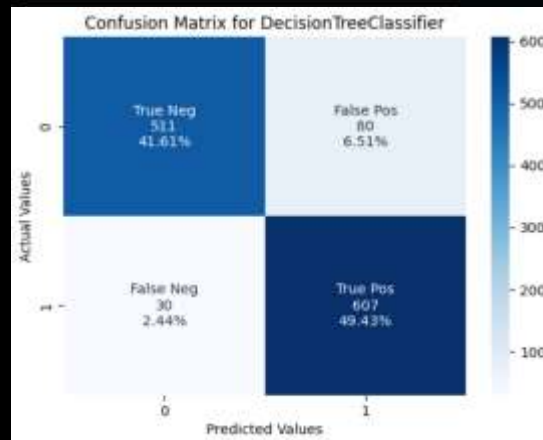 Confusion Matrix for DecisionTreeClassifier
True Neg
511
41.61%
False Pos
80
6.51%
False Neg
30
2.44%
True Pos
607
49.43%
0
1
Actual Values
0
1
Predicted Values
600
500
400
300
200
100